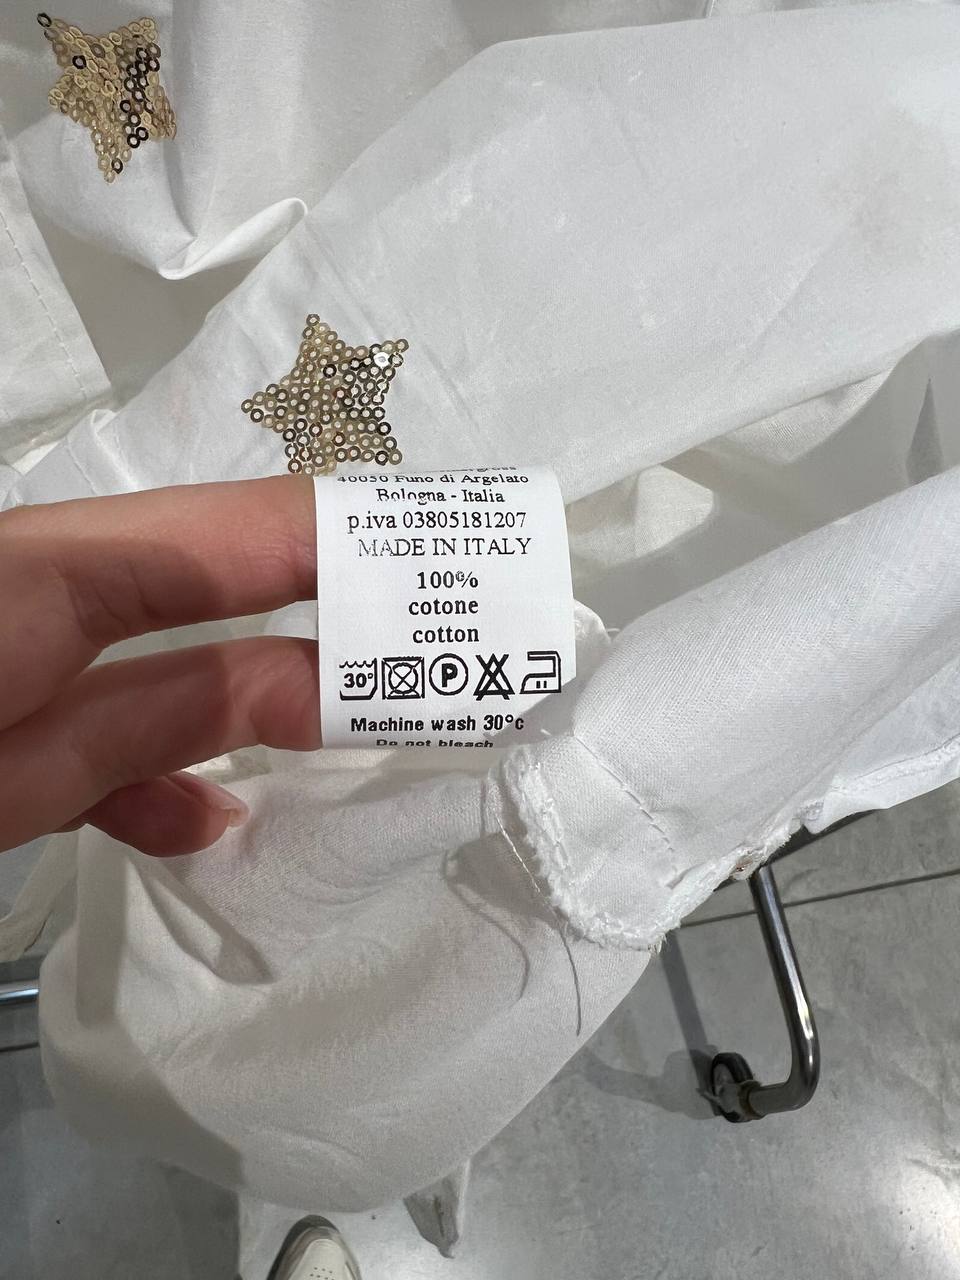 40050 Funo di Argelato
Bologna - Italia
p.iva 03805181207
MADE IN ITALY
100%
cotone
cotton
30°
P
Machine wash 30°c
Do not bleach